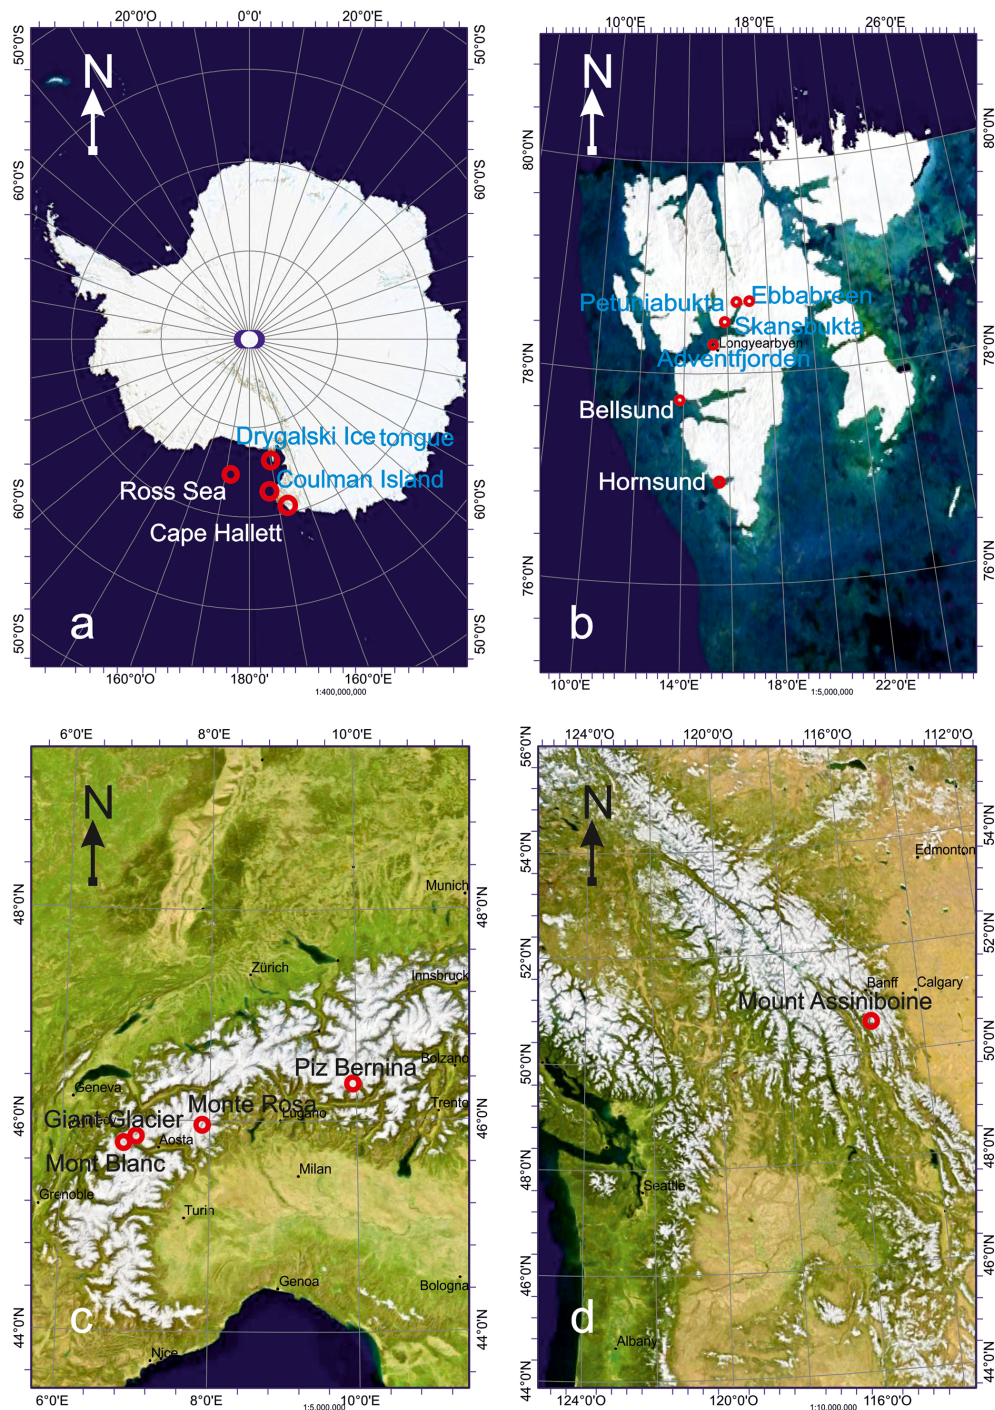 20°0'O 0°0' 20°0'O
50°0'S
50°0'S
N
60°0'S
60°0'S
Drygalski Ice tongue
Coulman Island
Ross Sea
Cape Hallett
60°0'S
60°0'S
a
50°0'S
50°0'S
160°0'O 180°0' 160°0'O
1:400,000,000
10°0'E 18°0'E 26°0'E
N
80°0'N
80°0'N
Petuniabukta
Ebbabreen
Skansbukta
Longyearbyen
Adventfjorden
78°0'N
78°0'N
Bellsund
Hornsund
76°0'N
76°0'N
b
10°0'E 14°0'E 18°0'E 22°0'E
1:5,000,000
6°0'E 8°0'E 10°0'E
N
Munich
48°0'N
48°0'N
Zürich
Innsbruck
Piz Bernina
Bolzano
Geneva
Monte Rosa
Trento
Lugano
Giant Glacier
Annecy
46°0'N
46°0'N
Aosta
Mont Blanc
Milan
Grenoble
Turin
Genoa
Bologna
c
44°0'N
44°0'N
Nice
6°0'E 8°0'E 10°0'E
1:5,000,000
124°0'O 120°0'O 116°0'O 112°0'O
56°0'N
N
54°0'N
54°0'N
Edmonton
52°0'N
52°0'N
Banff
Calgary
Mount Assiniboine
50°0'N
50°0'N
48°0'N
48°0'N
Seattle
46°0'N
46°0'N
d
Albany
44°0'N
44°0'N
124°0'O 120°0'O 116°0'O
1:10,000,000